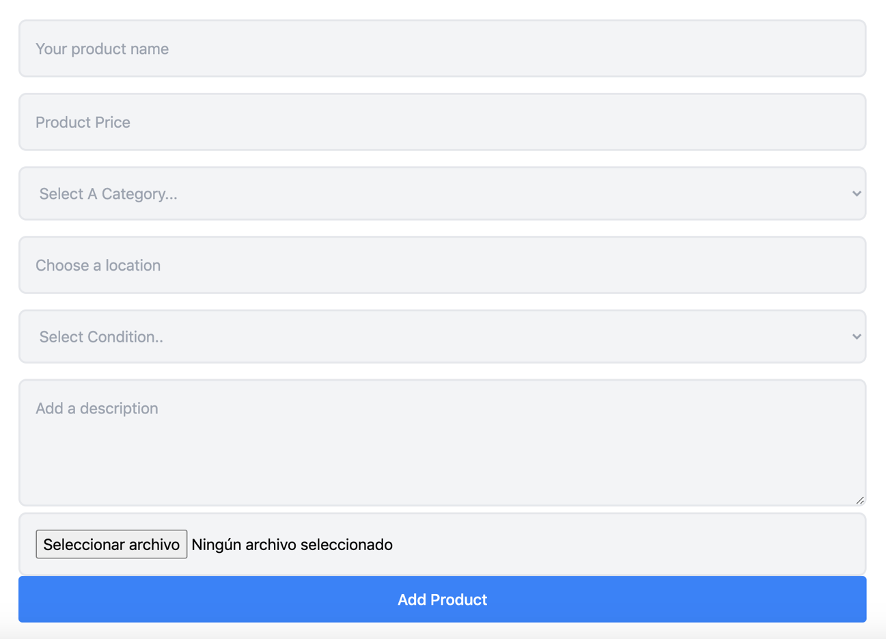 Your product name
Product Price
Select A Category...
Choose a location
Select Condition..
Add a description
Seleccionar archivo Ningún archivo seleccionado
Add Product